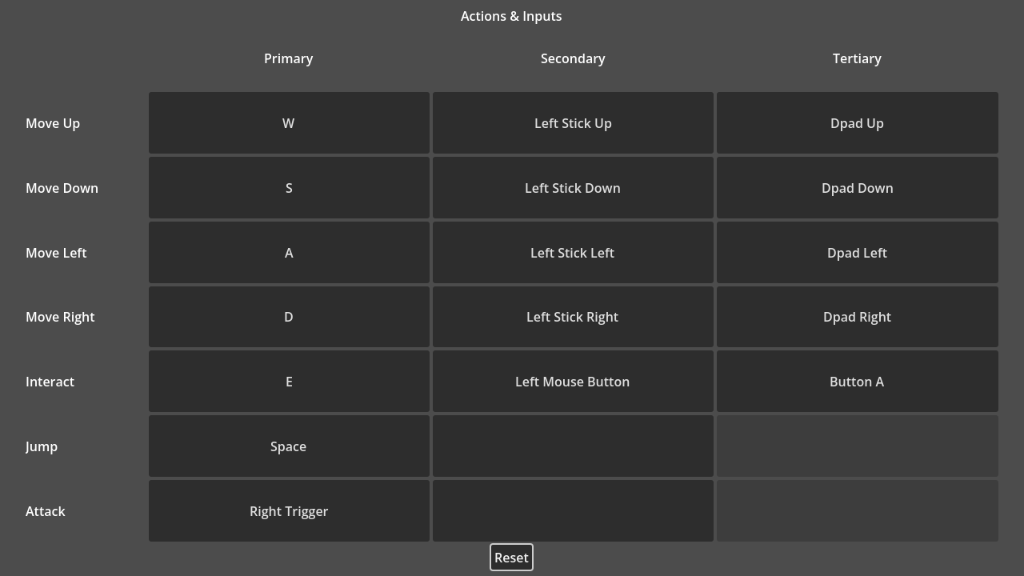 Actions & Inputs
Primary Secondary Tertiary
Move Up W Left Stick Up Dpad Up
Move Down S Left Stick Down Dpad Down
Move Left A Left Stick Left Dpad Left
Move Right D Left Stick Right Dpad Right
Interact E Left Mouse Button Button A
Jump Space
Attack Right Trigger
Reset